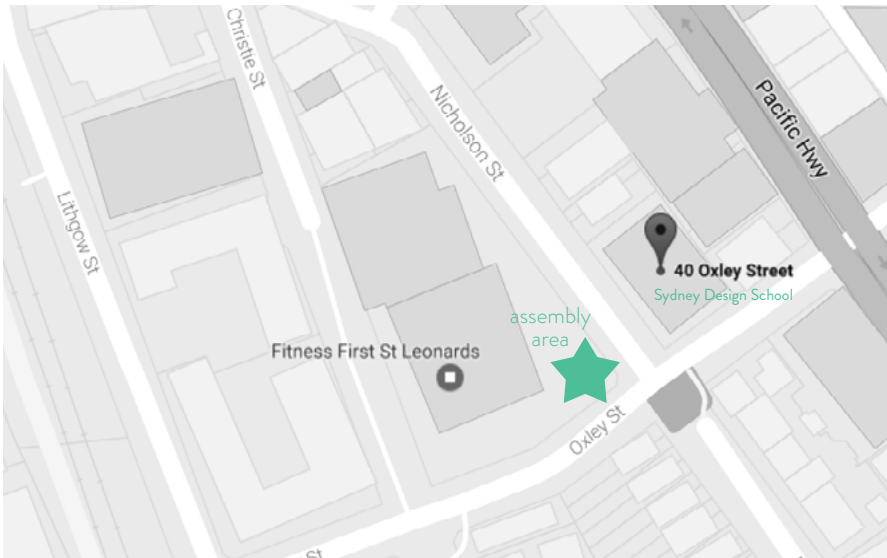 Christie St
Nicholson St
Pacific Hwy
Lithgow St
40 Oxley Street
Sydney Design School
assembly
area
Fitness First St Leonards
Oxley St
St